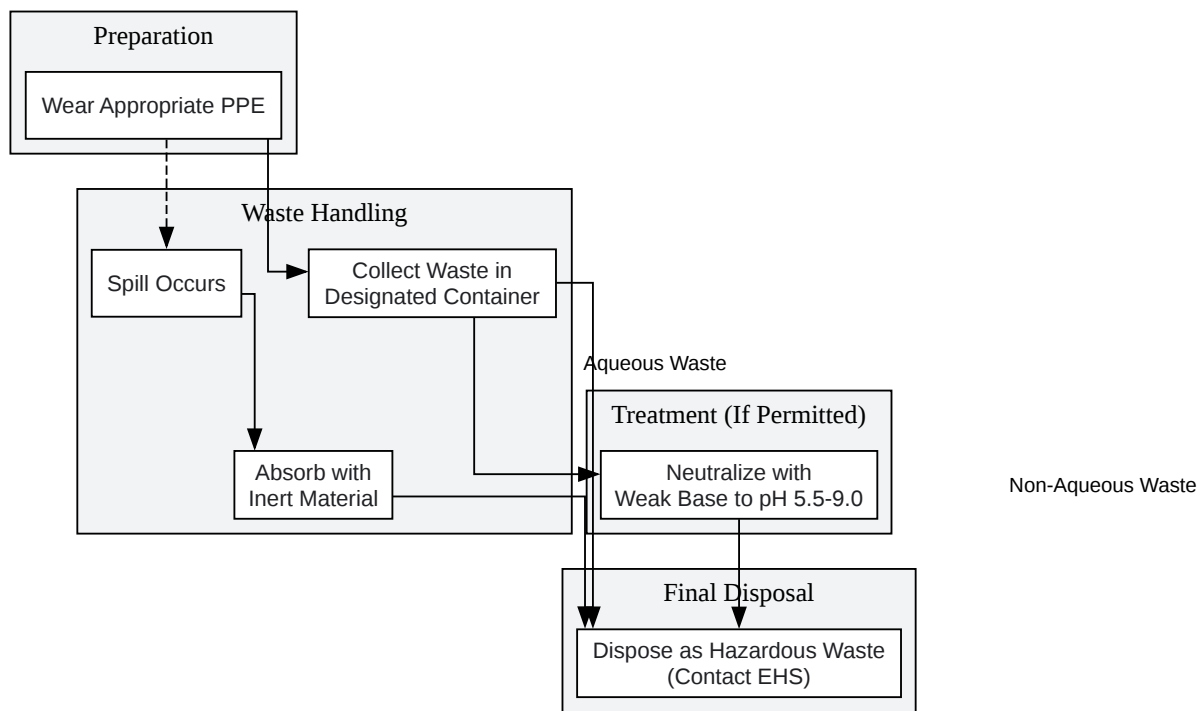 Preparation
Wear Appropriate PPE
Waste Handling
Spill Occurs
Collect Waste in
Designated Container
Aqueous Waste
Treatment (If Permitted)
Absorb with
Inert Material
Neutralize with
Weak Base to pH 5.5-9.0
Non-Aqueous Waste
Final Disposal
Dispose as Hazardous Waste
(Contact EHS)